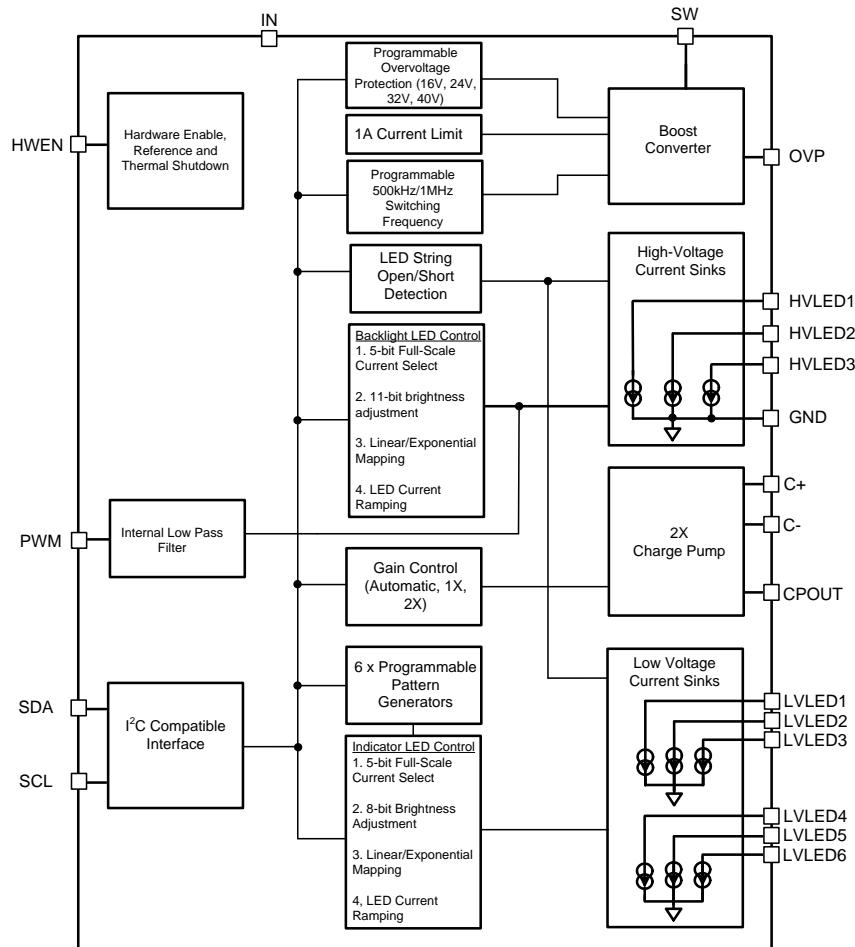 IN
SW
HWEN
Hardware Enable,
Reference and
Thermal Shutdown
Programmable
Overvoltage
Protection (16V, 24V,
32V, 40V)
1A Current Limit
Programmable
500kHz/1MHz
Switching
Frequency
Boost
Converter
OVP
LED String
Open/Short
Detection
High-Voltage
Current Sinks
HVLED1
HVLED2
HVLED3
GND
Backlight LED Control
1. 5-bit Full-Scale
Current Select
2. 11-bit brightness
adjustment
3. Linear/Exponential
Mapping
4. LED Current
Ramping
PWM
Internal Low Pass
Filter
2X
Charge Pump
C+
C-
CPOUT
Gain Control
(Automatic, 1X,
2X)
SDA
SCL
I²C Compatible
Interface
6 x Programmable
Pattern
Generators
Indicator LED Control
1. 5-bit Full-Scale
Current Select
2. 8-bit Brightness
Adjustment
3. Linear/Exponential
Mapping
4, LED Current
Ramping
Low Voltage
Current Sinks
LVLED1
LVLED2
LVLED3
LVLED4
LVLED5
LVLED6